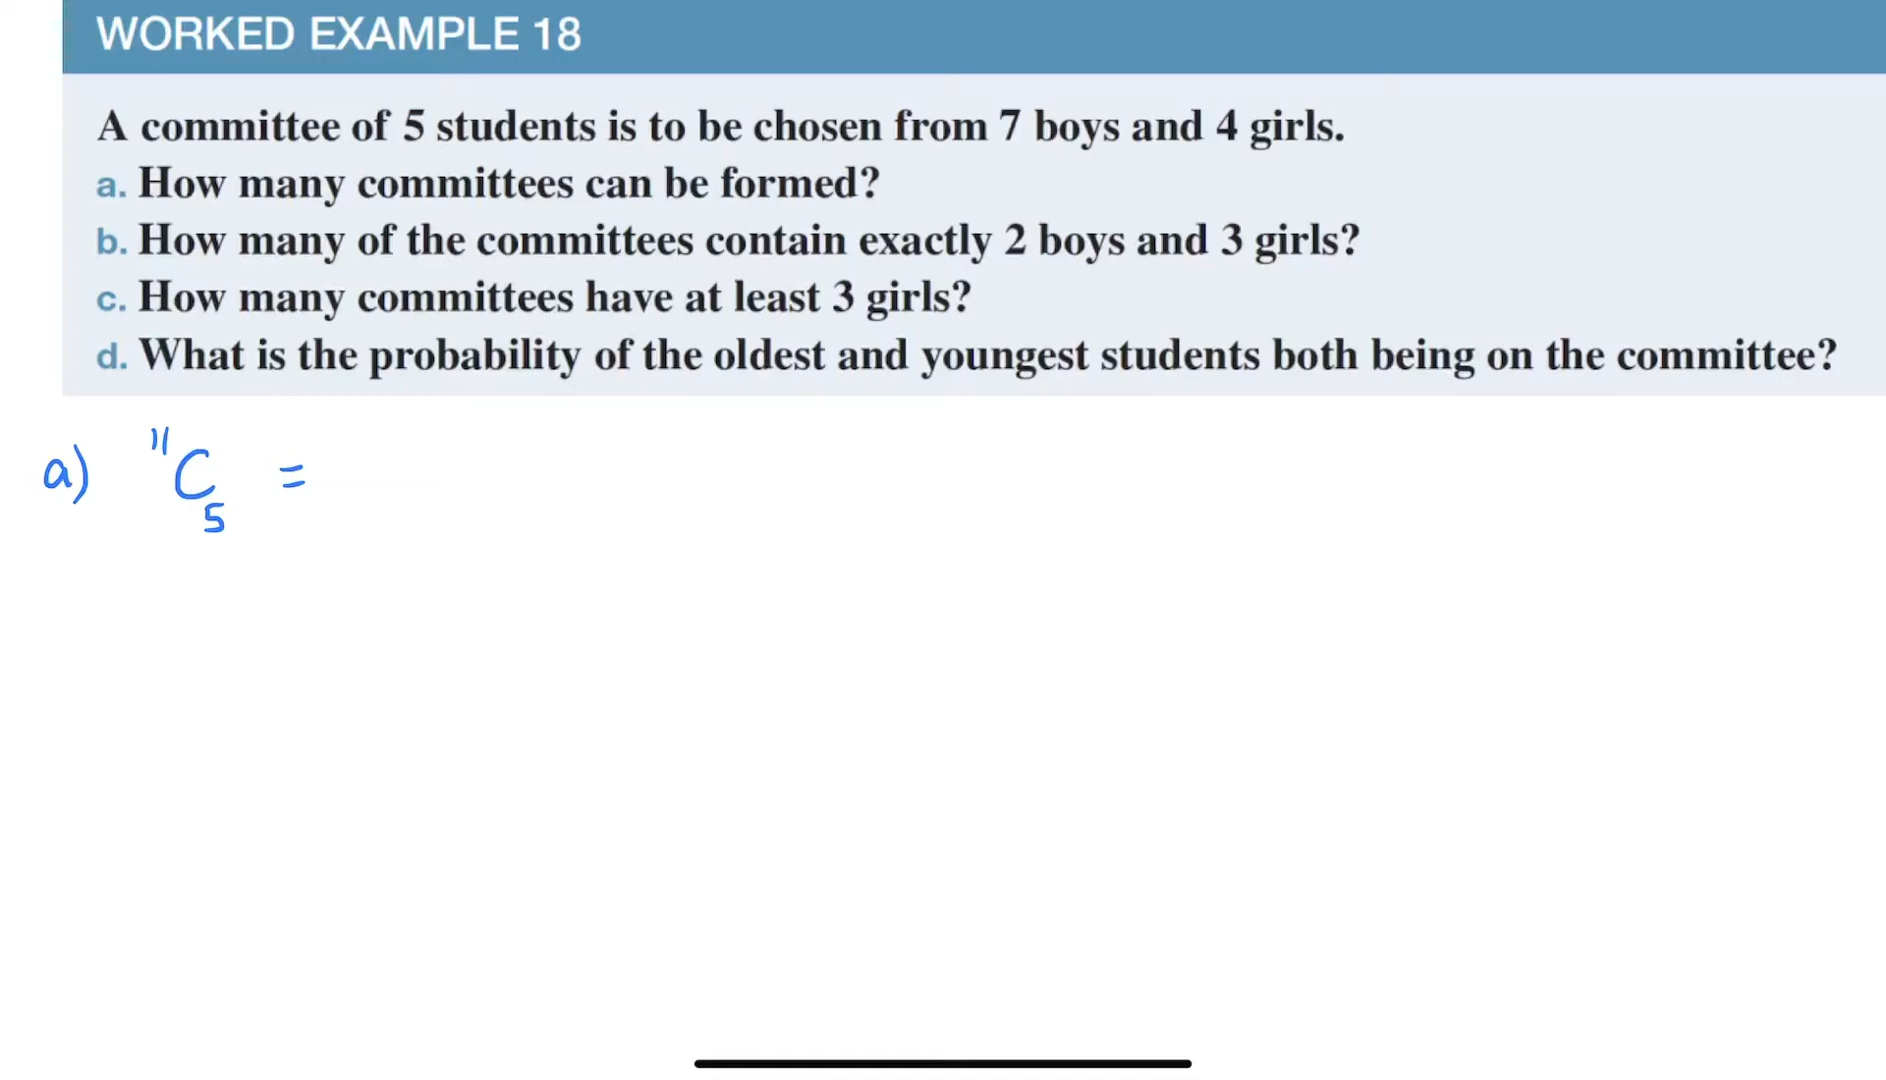 WORKED EXAMPLE 18
A committee of 5 students is to be chosen from 7 boys and 4 girls.
a. How many committees can be formed?
b. How many of the committees contain exactly 2 boys and 3 girls?
c. How many committees have at least 3 girls?
d. What is the probability of the oldest and youngest students both being on the committee?
a) ¹¹C₅ =